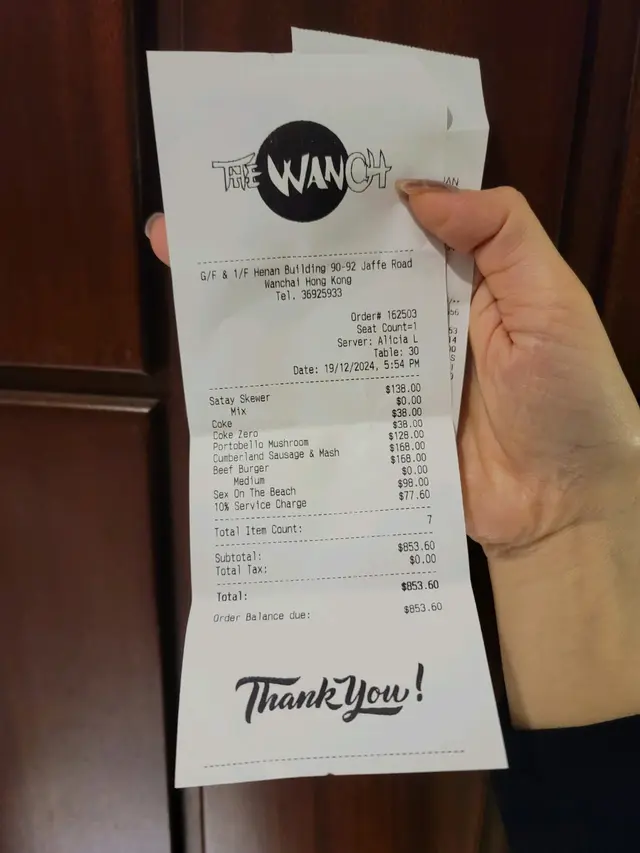 THE WANCH
G/F & 1/F Henan Building 90-92 Jaffe Road
Wanchai Hong Kong
Tel. 36925933
Order# 162503
Seat Count=1
Server: Alicia L
Table: 30
Date: 19/12/2024, 5:54 PM
Satay Skewer $138.00
Mix $0.00
Coke $38.00
Coke Zero $38.00
Portobello Mushroom $128.00
Cumberland Sausage & Mash $168.00
Beef Burger $168.00
Medium $0.00
Sex On The Beach $98.00
10% Service Charge $77.60
Total Item Count: 7
Subtotal: $853.60
Total Tax: $0.00
Total: $853.60
Order Balance due: $853.60
Thank You!